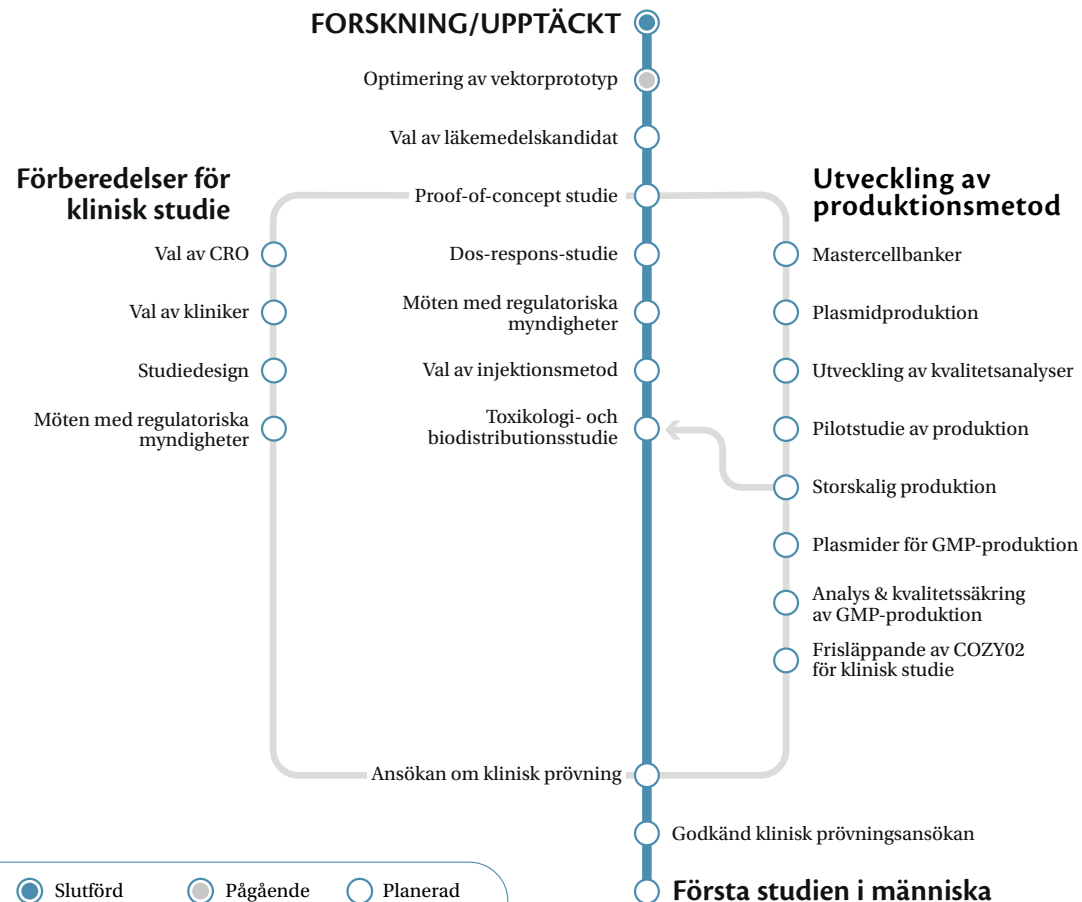 FORSKNING/UPPTÄCKT
Optimering av vektorprototyp
Val av läkemedelskandidat
Proof-of-concept studie
Dos-respons-studie
Möten med regulatoriska
myndigheter
Val av injektionsmetod
Toxikologi- och
biodistributionsstudie
Förberedelser för
klinisk studie
Val av CRO
Val av kliniker
Studiedesign
Möten med regulatoriska
myndigheter
Utveckling av
produktionsmetod
Mastercellbanker
Plasmidproduktion
Utveckling av kvalitetsanalyser
Pilotstudie av produktion
Storskalig produktion
Plasmider för GMP-produktion
Analys & kvalitetssäkring
av GMP-produktion
Frisläppande av COZY02
för klinisk studie
Ansökan om klinisk prövning
Godkänd klinisk prövningsansökan
Första studien i människa
Slutförd
Pågående
Planerad